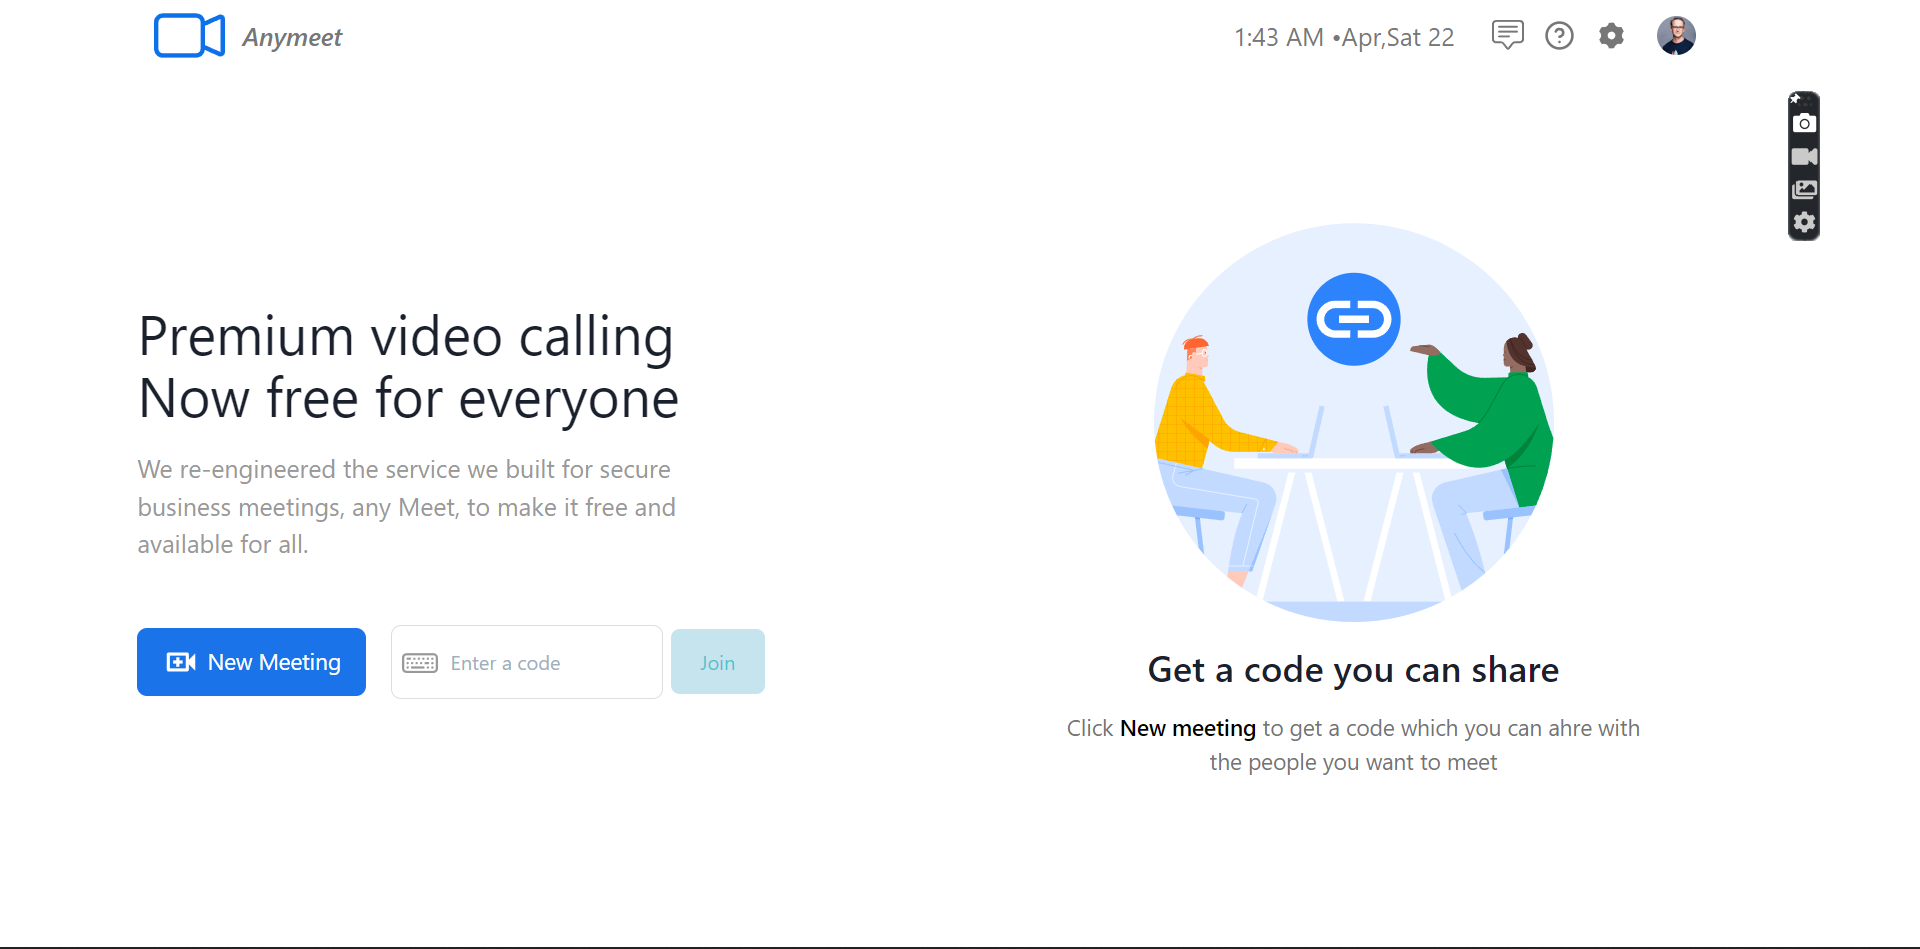 Anymeet
1:43 AM •Apr,Sat 22
Premium video calling
Now free for everyone
We re-engineered the service we built for secure
business meetings, any Meet, to make it free and
available for all.
New Meeting
Enter a code
Join
Get a code you can share
Click New meeting to get a code which you can ahre with
the people you want to meet